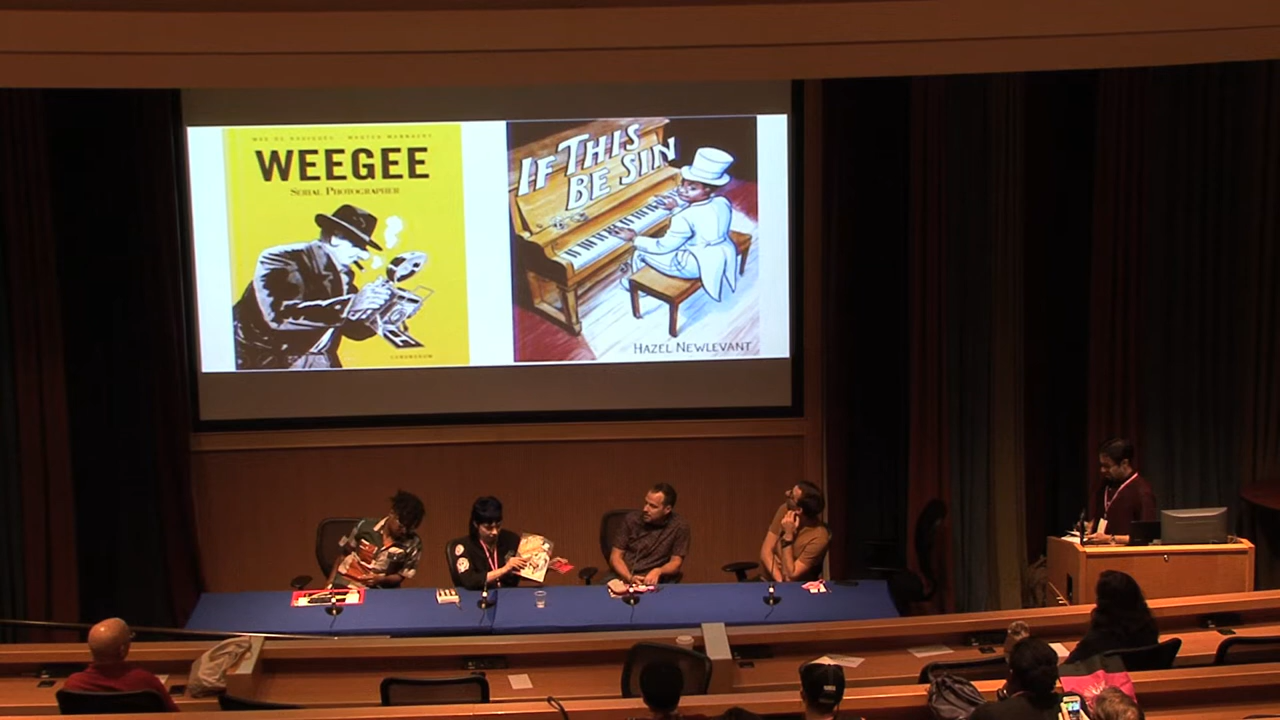 WEEGEE
SERIAL PHOTOGRAPHER
IF THIS
BE SIN
HAZEL NEWLEVANT